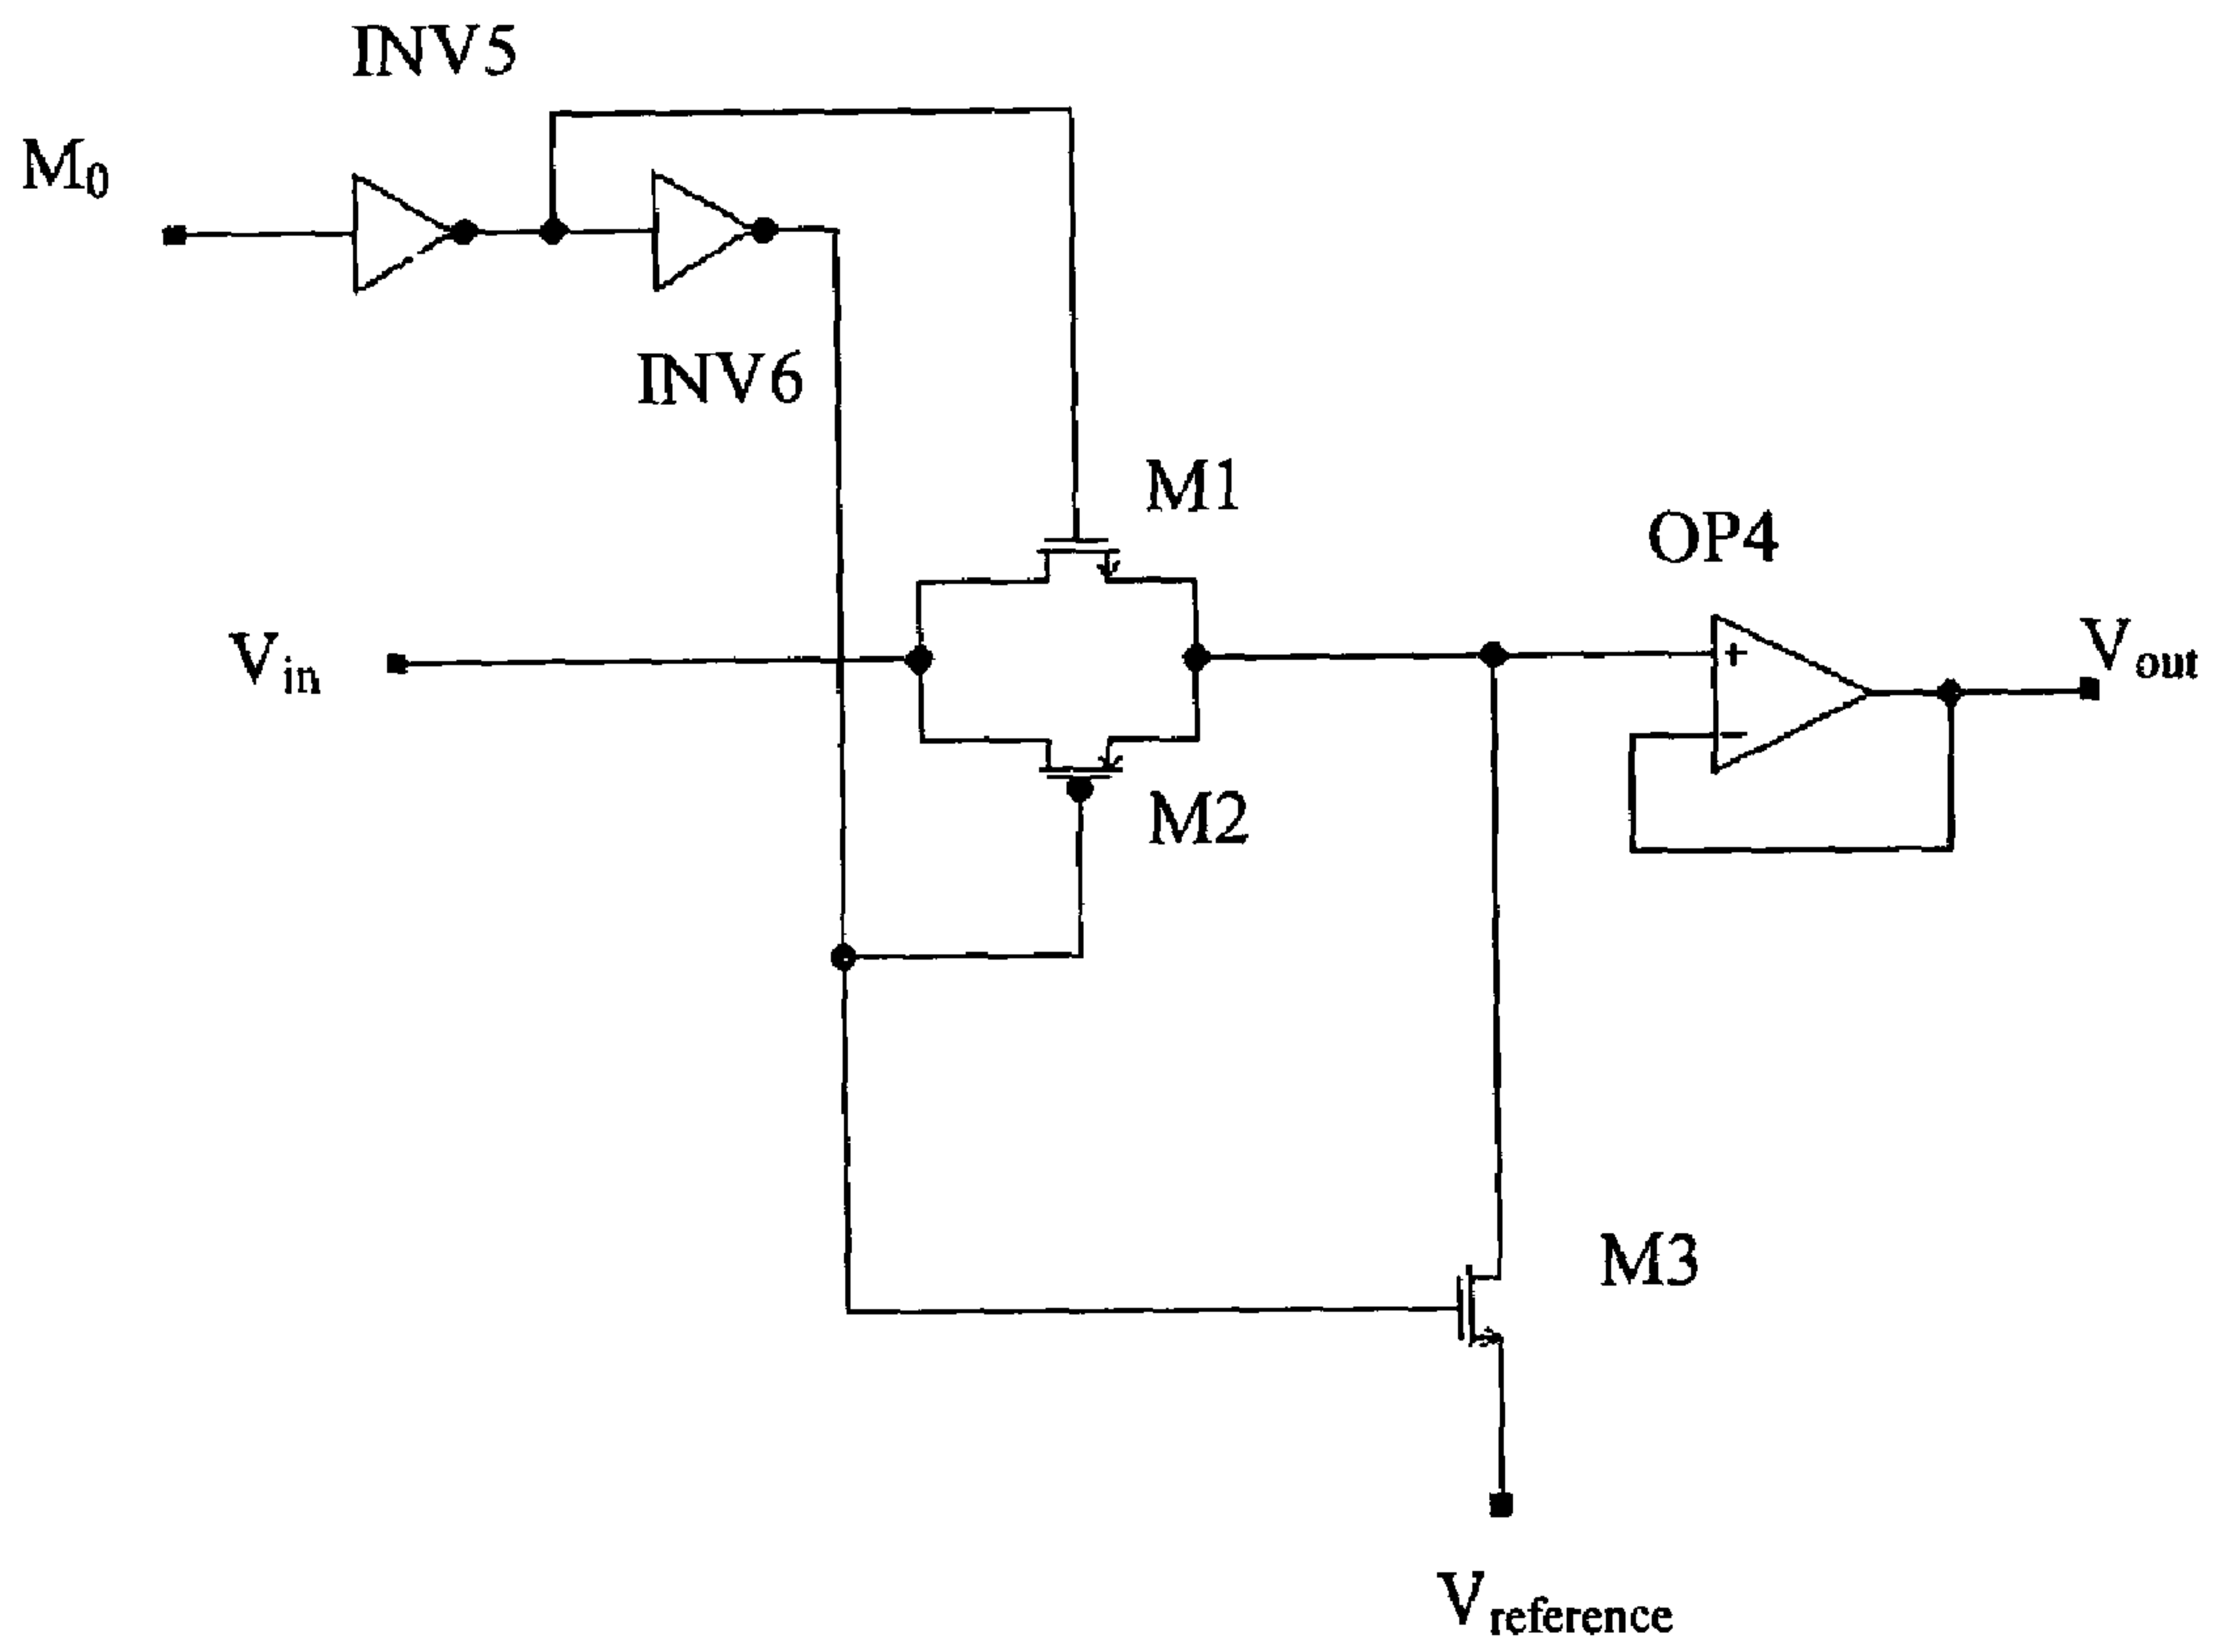 INV5
M0
INV6
M1
OP4
Vin
+
Vout
−
M2
M3
Vreference